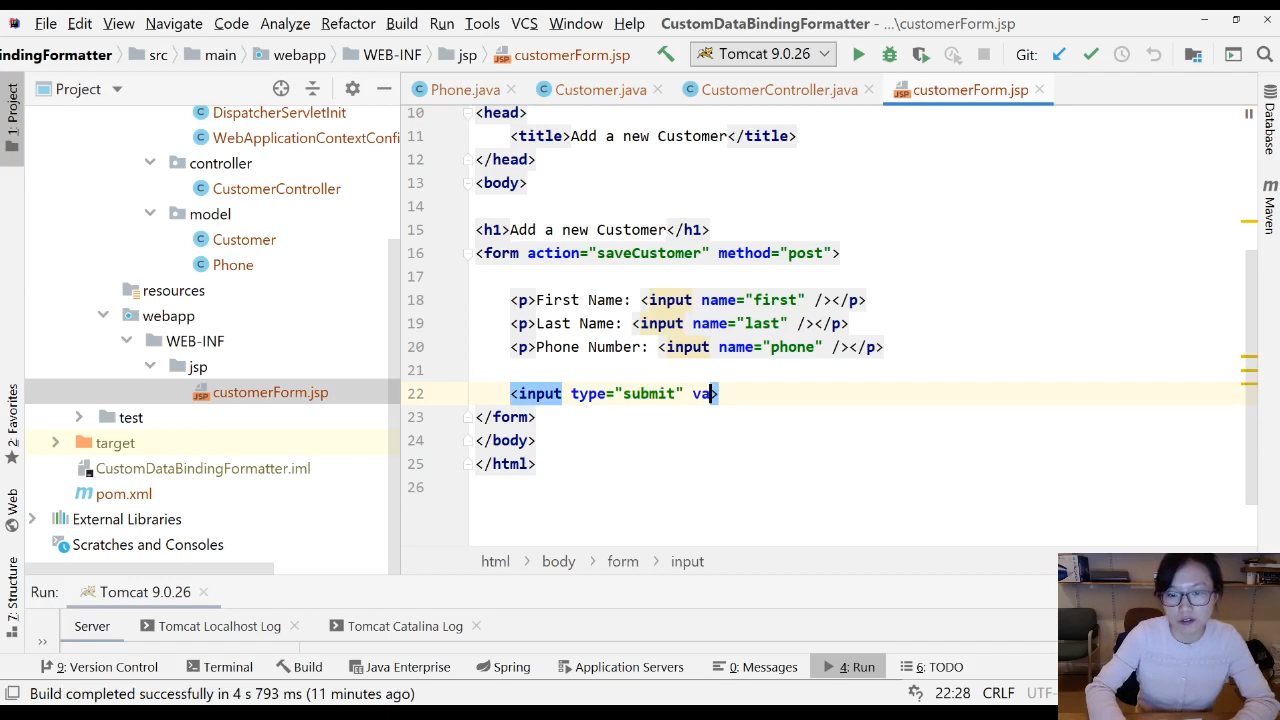 File Edit View Navigate Code Analyze Refactor Build Run Tools VCS Window Help CustomDataBindingFormatter - ...\customerForm.jsp
indingFormatter src main webapp WEB-INF jsp customerForm.jsp Tomcat 9.0.26 Git:
Project Phone.java Customer.java CustomerController.java customerForm.jsp
1: Project
2: Favorites
Web
7: Structure
DispatcherServletInit
WebApplicationContextConfi
controller
CustomerController
model
Customer
Phone
resources
webapp
WEB-INF
jsp
customerForm.jsp
test
target
CustomDataBindingFormatter.iml
pom.xml
External Libraries
Scratches and Consoles
10 <head>
11 <title>Add a new Customer</title>
12 </head>
13 <body>
14
15 <h1>Add a new Customer</h1>
16 <form action="saveCustomer" method="post">
17
18 <p>First Name: <input name="first" /></p>
19 <p>Last Name: <input name="last" /></p>
20 <p>Phone Number: <input name="phone" /></p>
21
22 <input type="submit" va>
23 </form>
24 </body>
25 </html>
26
html body form input
Database
Maven
Run: Tomcat 9.0.26
Server Tomcat Localhost Log Tomcat Catalina Log
9: Version Control Terminal Build Java Enterprise Spring Application Servers 0: Messages 4: Run 6: TODO
Build completed successfully in 4 s 793 ms (11 minutes ago) 22:28 CRLF UTF-